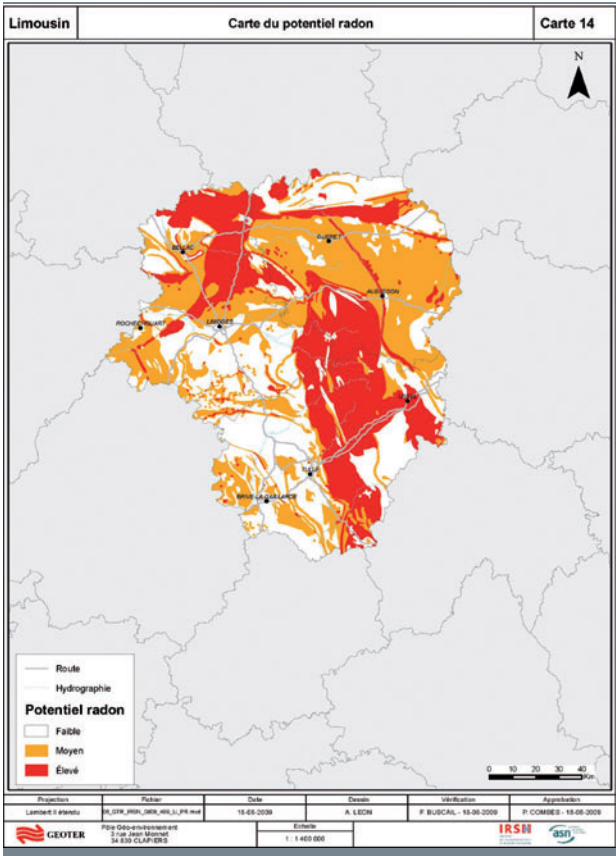 Limousin
Carte du potentiel radon
Carte 14
N
BELLAC
GUERET
AUBUSSON
ROCHECHOUART
LIMOGES
USSEL
TULLE
BRIVE-LA-GAILLARDE
Route
Hydrographie
Potentiel radon
Faible
Moyen
Élevé
0 10 20 30 40
Km
Projection Fichier Date Dessin Vérification Approbation
Lambert II étendu 15-05-2009 A. LEON F. BUSCAIL - 15-06-2009 P. COMBES - 15-06-2009
GEOTER
Pôle Géo-environnement
3 rue Jean Monnet
34 830 CLAPIERS
Echelle
1 : 1 400 000
IRSN
asn